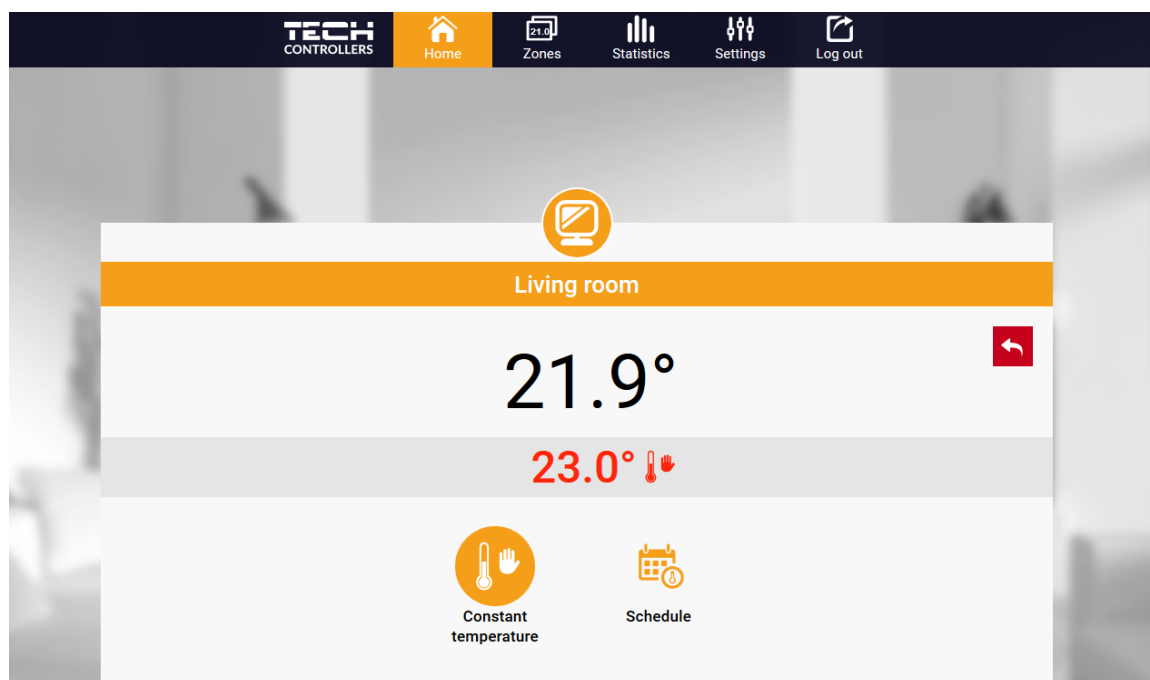 TECH
CONTROLLERS
Home
21.0
Zones
Statistics
Settings
Log out
Living room
21.9°
23.0°
Constant
temperature
Schedule